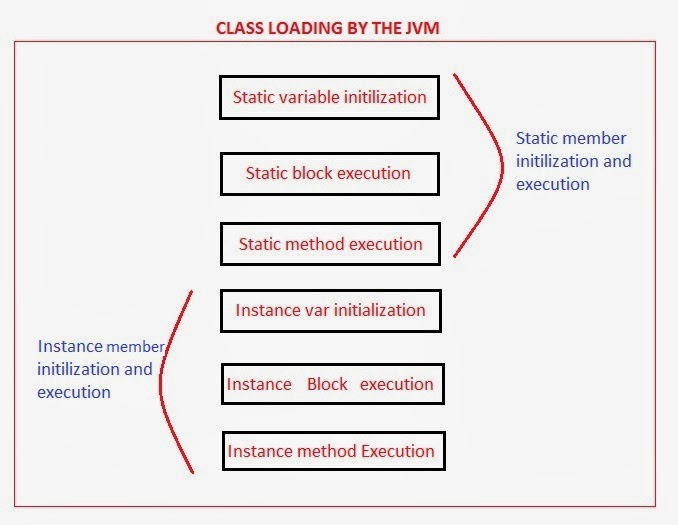 CLASS LOADING BY THE JVM
Static variable initilization
Static block execution
Static method execution
Static member
initilization and
execution
Instance var initialization
Instance Block execution
Instance method Execution
Instance member
initilization and
execution